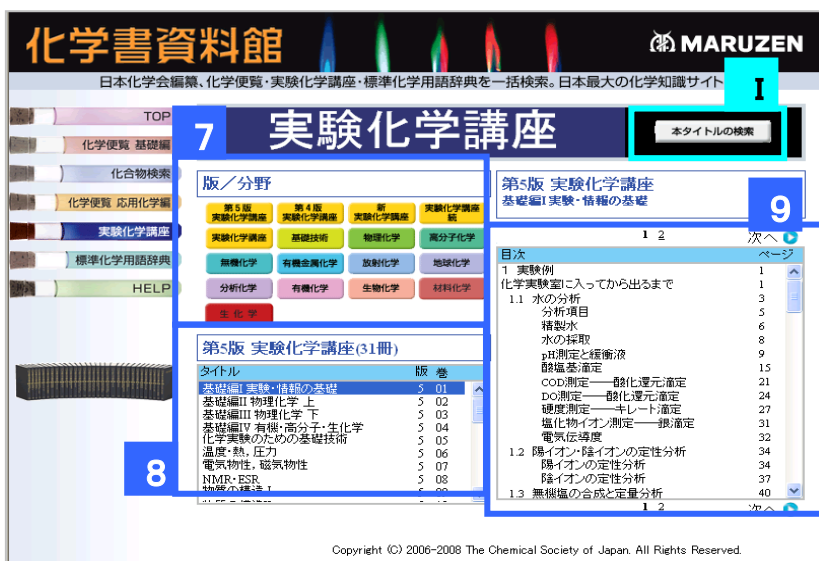 化学書資料館
MARUZEN
日本化学会編纂、化学便覧・実験化学講座・標準化学用語辞典を一括検索。日本最大の化学知識サイト
I
TOP
化学便覧 基礎編
化合物検索
化学便覧 応用化学編
実験化学講座
標準化学用語辞典
HELP
7
実験化学講座
本タイトルの検索
版/分野
第5版
実験化学講座
第4版
実験化学講座
新
実験化学講座
実験化学講座
続
実験化学講座
基礎技術
物理化学
高分子化学
無機化学
有機金属化学
放射化学
地球化学
分析化学
有機化学
生物化学
材料化学
生化学
第5版 実験化学講座(31冊)
タイトル 版 巻
基礎編I 実験・情報の基礎 5 01
基礎編II 物理化学 上 5 02
基礎編III 物理化学 下 5 03
基礎編IV 有機・高分子・生化学 5 04
化学実験のための基礎技術 5 05
温度・熱，圧力 5 06
電気物性，磁気物性 5 07
NMR・ESR 5 08
8
第5版 実験化学講座
基礎編I 実験・情報の基礎
9
1 2 次へ
目次 ページ
1 実験例 1
化学実験室に入ってから出るまで 1
1.1 水の分析 3
分析項目 5
精製水 6
水の採取 8
pH測定と緩衝液 9
酸塩基滴定 15
COD測定――酸化還元滴定 21
DO測定――酸化還元滴定 24
硬度測定――キレート滴定 27
塩化物イオン測定――銀滴定 31
電気伝導度 32
1.2 陽イオン・陰イオンの定性分析 34
陽イオンの定性分析 34
陰イオンの定性分析 37
1.3 無機塩の合成と定量分析 40
1 2 次へ
Copyright (C) 2006-2008 The Chemical Society of Japan. All Rights Reserved.